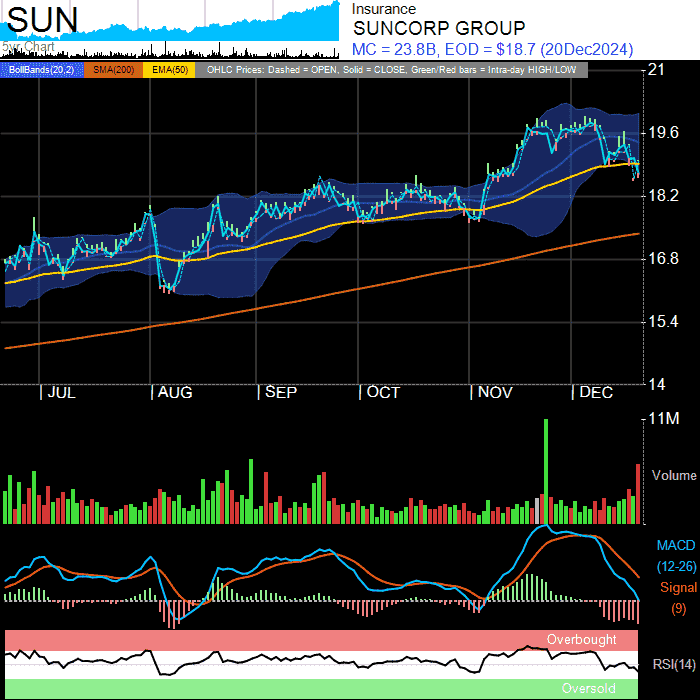 SUN
5yr Chart
Insurance
SUNCORP GROUP
MC = 23.8B, EOD = $18.7 (20Dec2024)
BollBands(20,2) SMA(200) EMA(50) OHLC Prices: Dashed = OPEN, Solid = CLOSE, Green/Red bars = Intra-day HIGH/LOW
21
19.6
18.2
16.8
15.4
14
| JUL | AUG | SEP | OCT | NOV | DEC
11M
Volume
MACD
(12-26)
Signal
(9)
Overbought
RSI(14)
Oversold